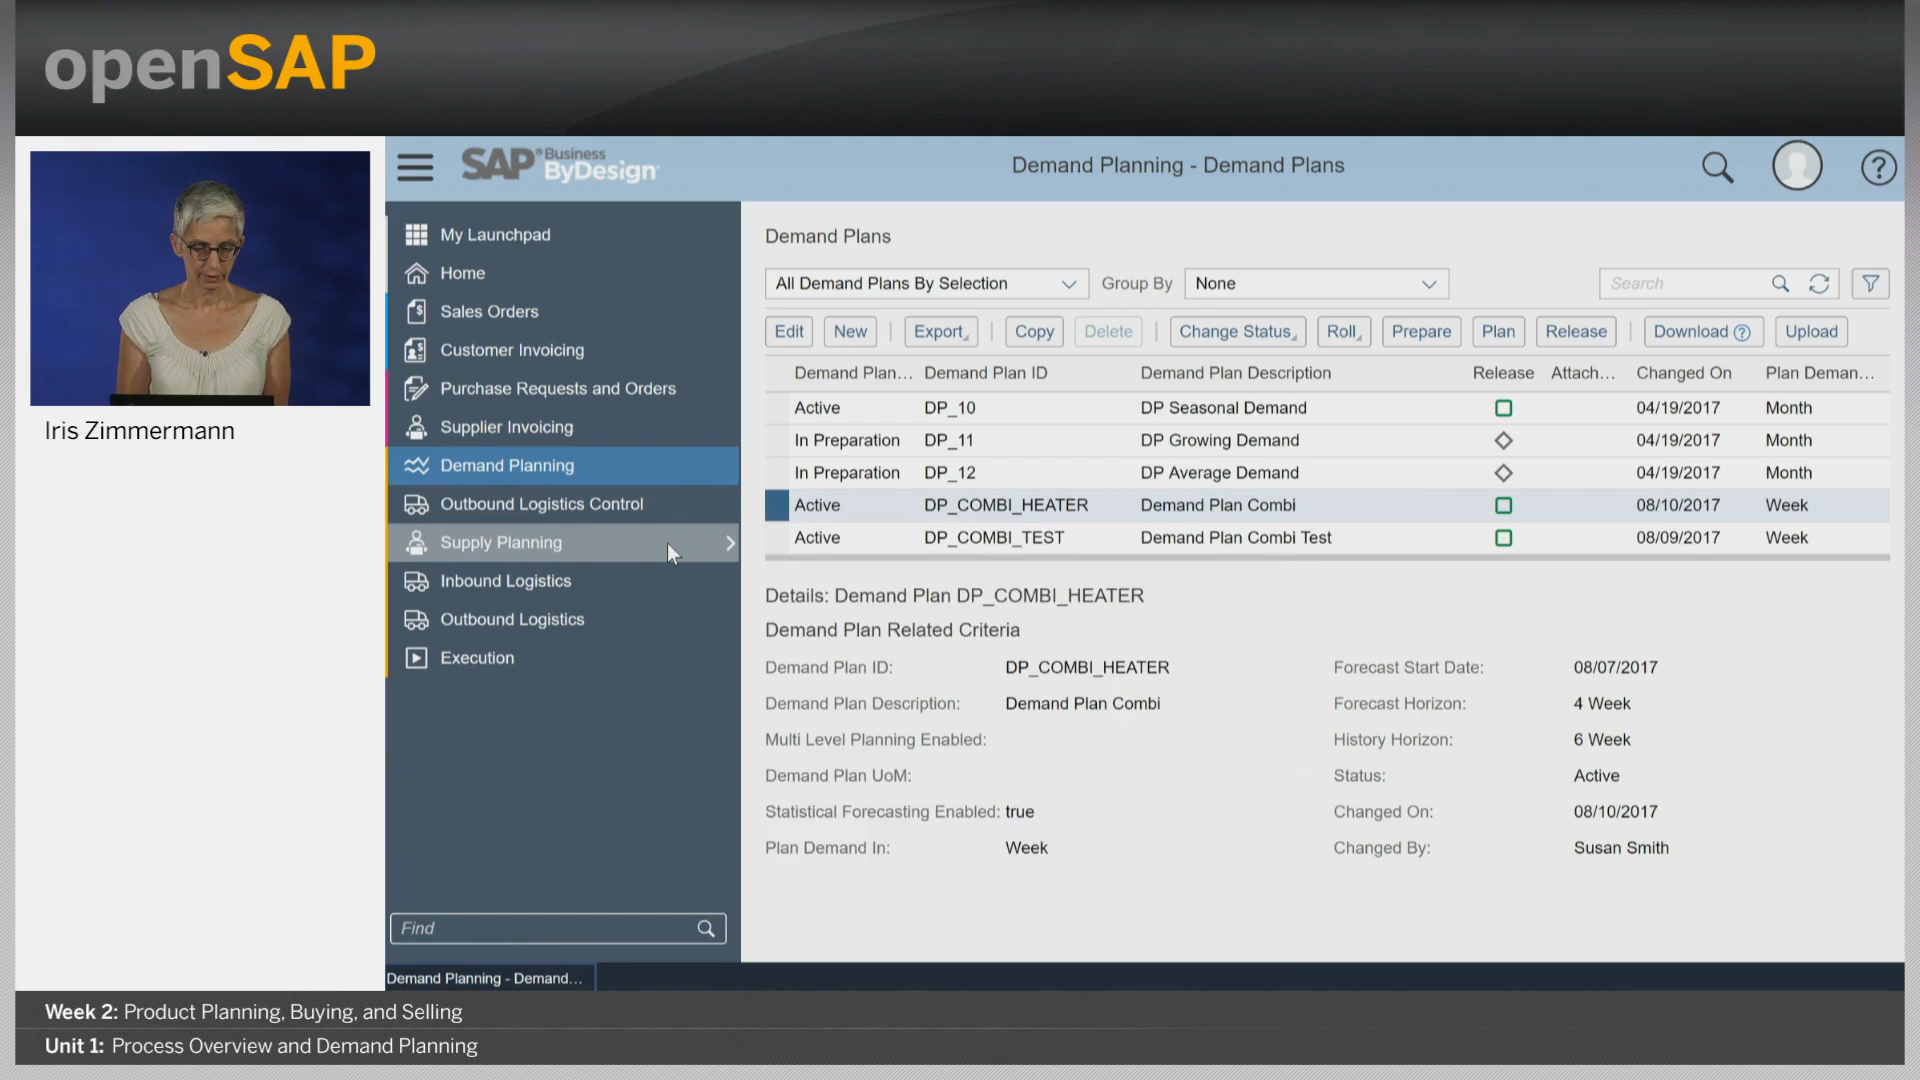 openSAP
SAP® Business ByDesign
Demand Planning - Demand Plans
Iris Zimmermann
My Launchpad
Home
Sales Orders
Customer Invoicing
Purchase Requests and Orders
Supplier Invoicing
Demand Planning
Outbound Logistics Control
Supply Planning
Inbound Logistics
Outbound Logistics
Execution
Find
Demand Plans
All Demand Plans By Selection Group By None Search
Edit New Export Copy Delete Change Status Roll Prepare Plan Release Download Upload
Demand Plan... Demand Plan ID Demand Plan Description Release Attach... Changed On Plan Deman...
Active DP_10 DP Seasonal Demand 04/19/2017 Month
In Preparation DP_11 DP Growing Demand 04/19/2017 Month
In Preparation DP_12 DP Average Demand 04/19/2017 Month
Active DP_COMBI_HEATER Demand Plan Combi 08/10/2017 Week
Active DP_COMBI_TEST Demand Plan Combi Test 08/09/2017 Week
Details: Demand Plan DP_COMBI_HEATER
Demand Plan Related Criteria
Demand Plan ID: DP_COMBI_HEATER Forecast Start Date: 08/07/2017
Demand Plan Description: Demand Plan Combi Forecast Horizon: 4 Week
Multi Level Planning Enabled: History Horizon: 6 Week
Demand Plan UoM: Status: Active
Statistical Forecasting Enabled: true Changed On: 08/10/2017
Plan Demand In: Week Changed By: Susan Smith
Demand Planning - Demand...
Week 2: Product Planning, Buying, and Selling
Unit 1: Process Overview and Demand Planning